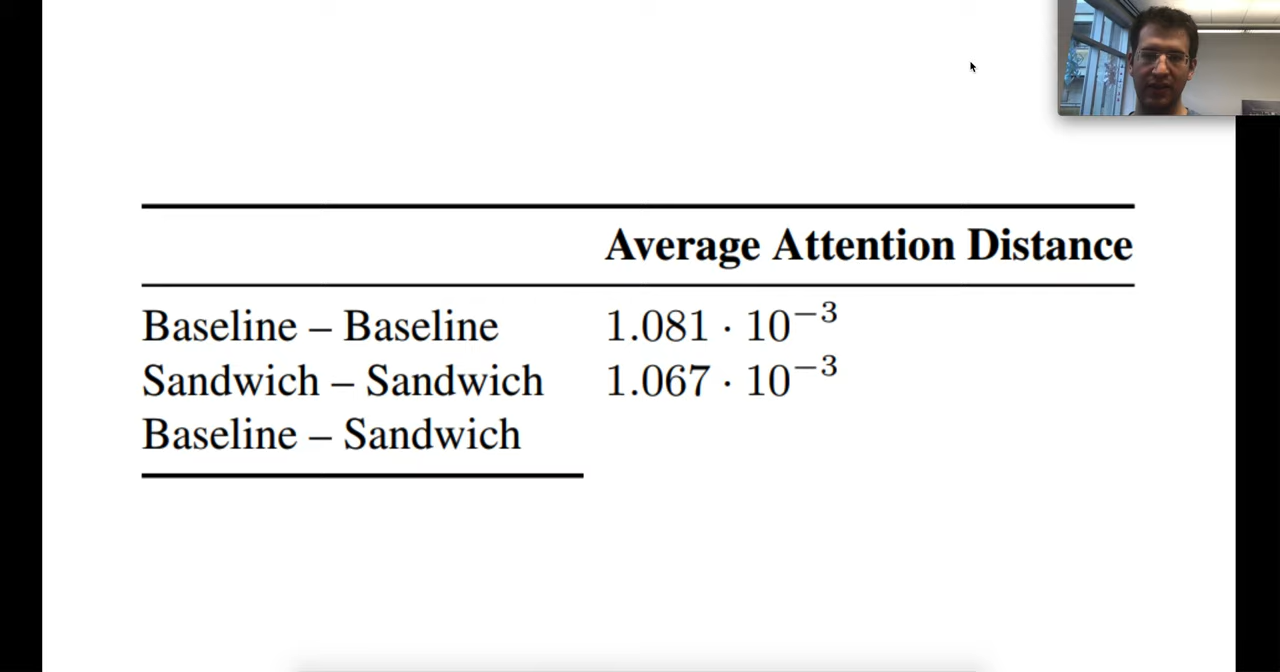 Average Attention Distance
Baseline – Baseline 1.081 · 10⁻³
Sandwich – Sandwich 1.067 · 10⁻³
Baseline – Sandwich